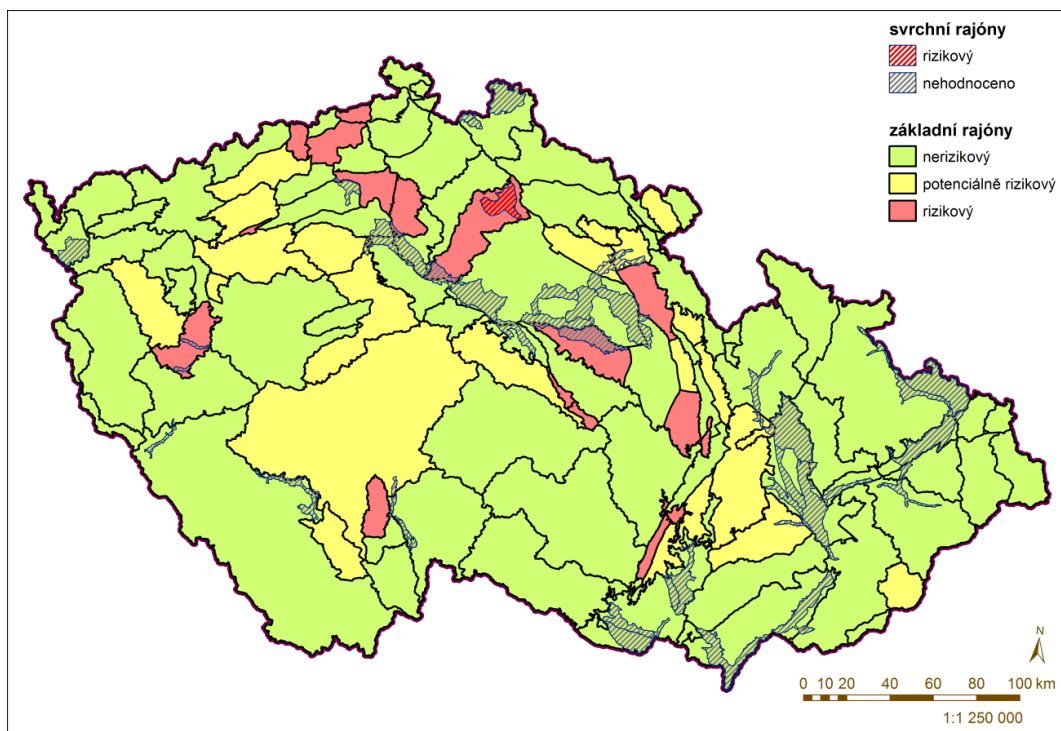 svrchní rajóny
rizikový
nehodnoceno
základní rajóny
nerizikový
potenciálně rizikový
rizikový
N
0 10 20 40 60 80 100 km
1:1 250 000